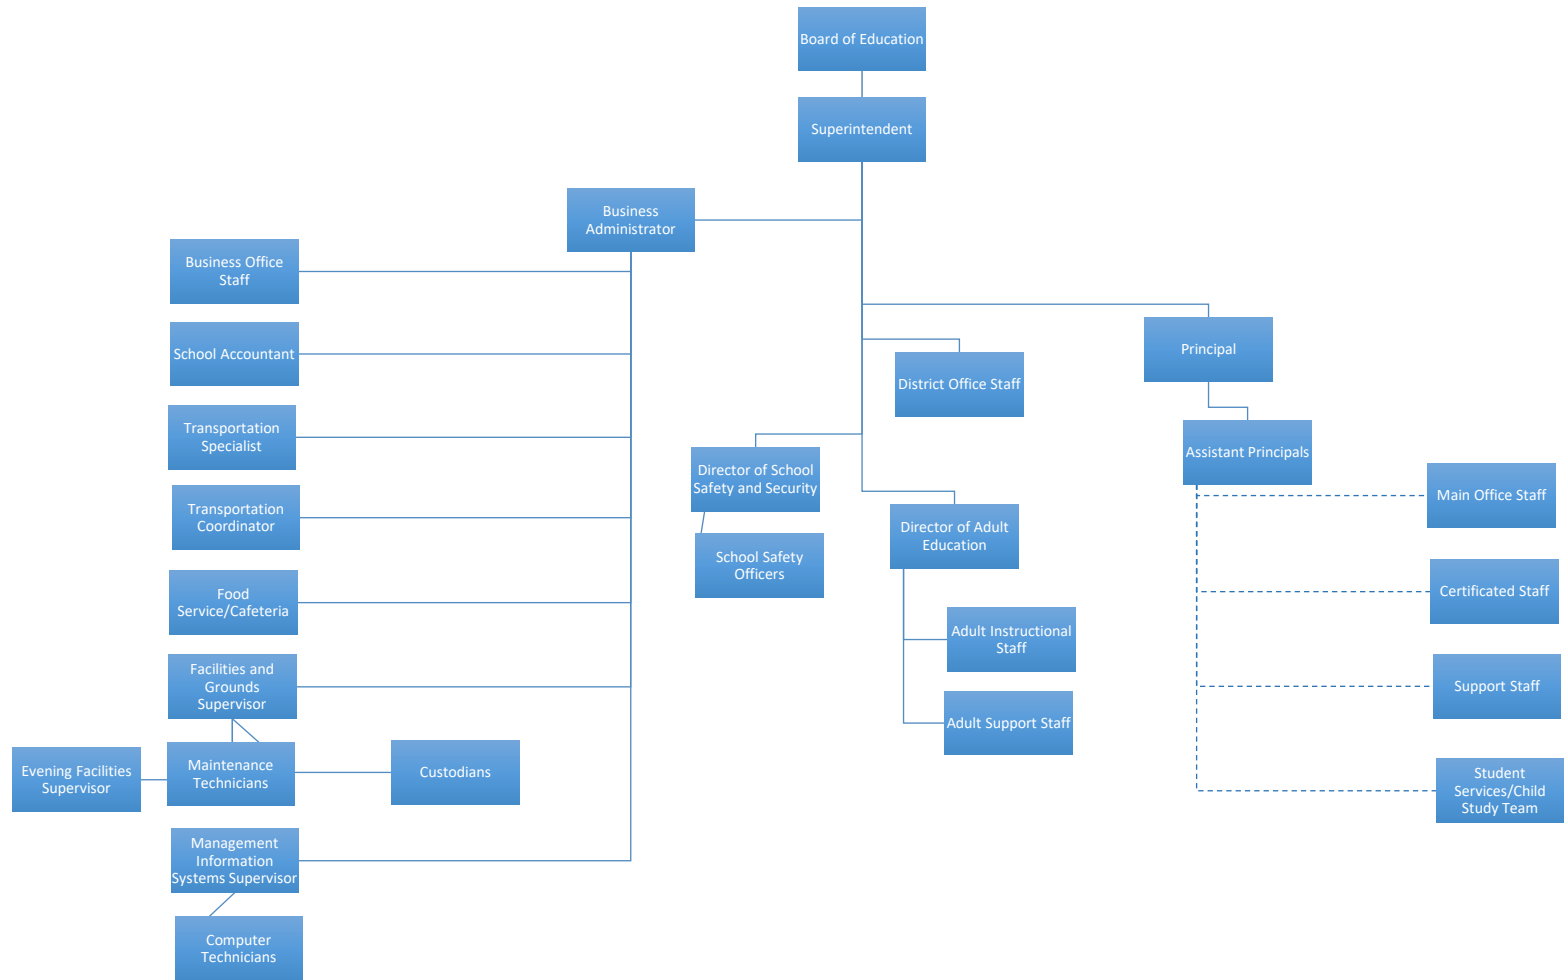 Board of Education
Superintendent
Business
Administrator
Business Office
Staff
School Accountant
Transportation
Specialist
Transportation
Coordinator
Food
Service/Cafeteria
Facilities and
Grounds
Supervisor
Evening Facilities
Supervisor
Maintenance
Technicians
Custodians
Management
Information
Systems Supervisor
Computer
Technicians
District Office Staff
Director of School
Safety and Security
School Safety
Officers
Director of Adult
Education
Adult Instructional
Staff
Adult Support Staff
Principal
Assistant Principals
Main Office Staff
Certificated Staff
Support Staff
Student
Services/Child
Study Team